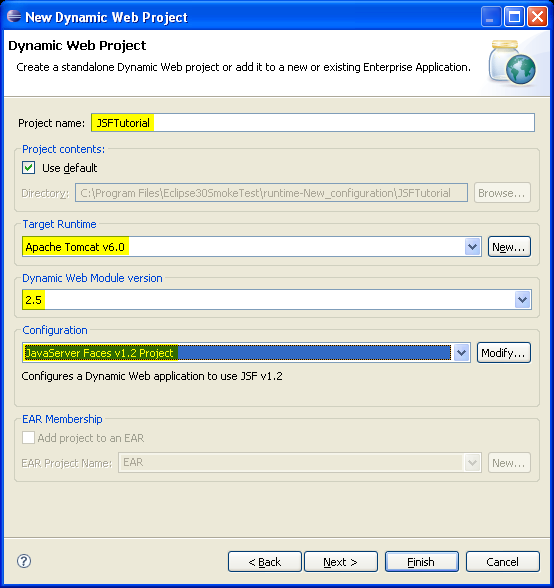 New Dynamic Web Project
Dynamic Web Project
Create a standalone Dynamic Web project or add it to a new or existing Enterprise Application.
Project name: JSFTutorial
Project contents:
Use default
Directory: C:\Program Files\Eclipse30SmokeTest\runtime-New_configuration\JSFTutorial Browse...
Target Runtime
Apache Tomcat v6.0 New...
Dynamic Web Module version
2.5
Configuration
JavaServer Faces v1.2 Project Modify...
Configures a Dynamic Web application to use JSF v1.2
EAR Membership
Add project to an EAR
EAR Project Name: EAR New...
? < Back Next > Finish Cancel